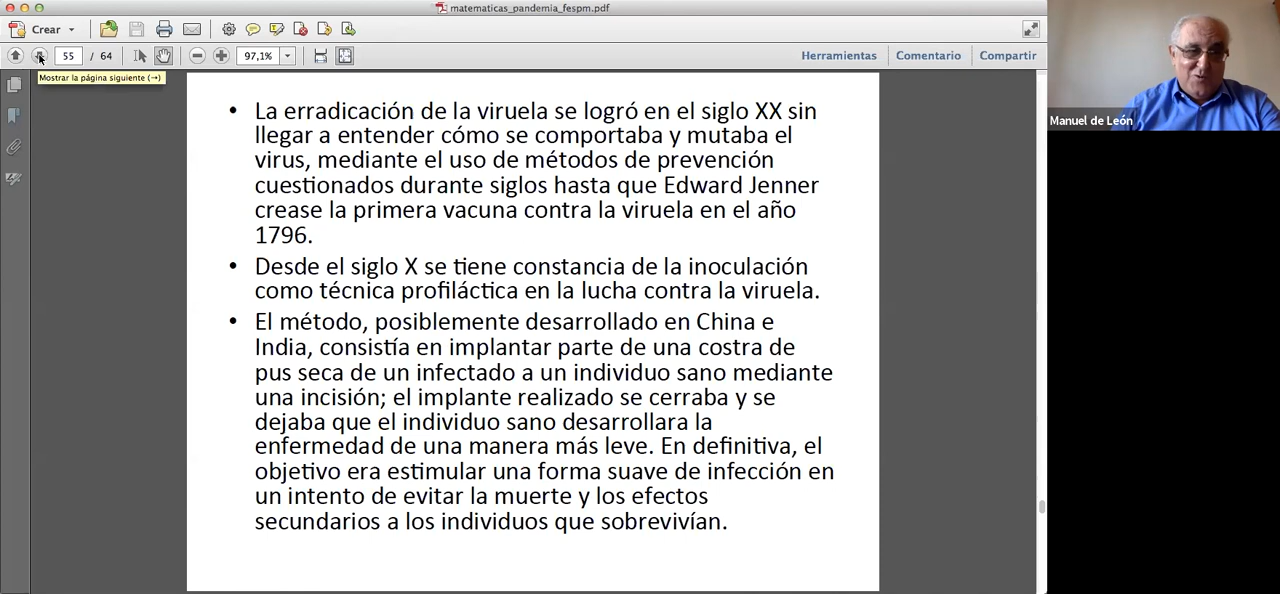 matematicas_pandemia_fespm.pdf
Crear
55 / 64
97,1%
Herramientas
Comentario
Comentar
Mostrar la página siguiente (→)
Manuel de León
• La erradicación de la viruela se logró en el siglo XX sin
llegar a entender cómo se comportaba y mutaba el
virus, mediante el uso de métodos de prevención
cuestionados durante siglos hasta que Edward Jenner
crease la primera vacuna contra la viruela en el año
1796.
• Desde el siglo X se tiene constancia de la inoculación
como técnica profiláctica en la lucha contra la viruela.
• El método, posiblemente desarrollado en China e
India, consistía en implantar parte de una costra de
pus seca de un infectado a un individuo sano mediante
una incisión; el implante realizado se cerraba y se
dejaba que el individuo sano desarrollara la
enfermedad de una manera más leve. En definitiva, el
objetivo era estimular una forma suave de infección en
un intento de evitar la muerte y los efectos
secundarios a los individuos que sobrevivían.